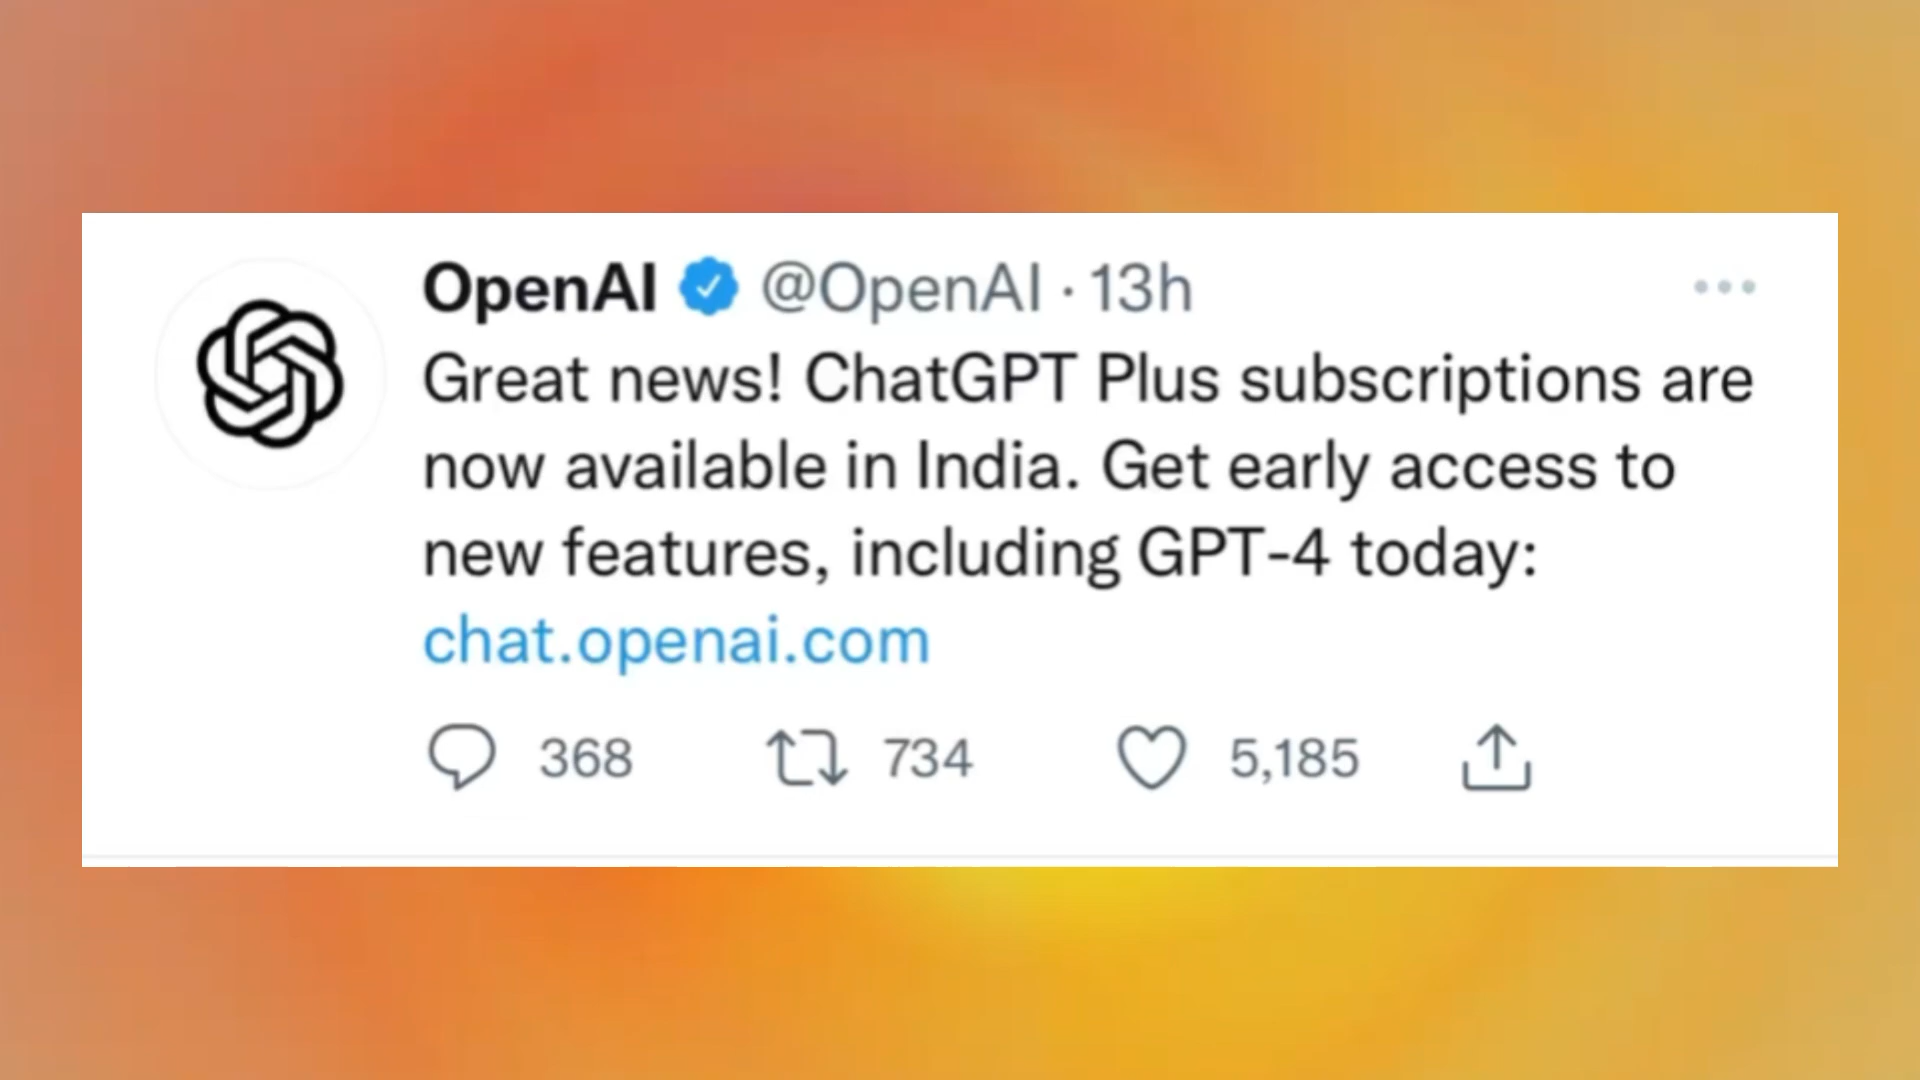 OpenAI @OpenAI · 13h
Great news! ChatGPT Plus subscriptions are
now available in India. Get early access to
new features, including GPT-4 today:
chat.openai.com
368 734 5,185